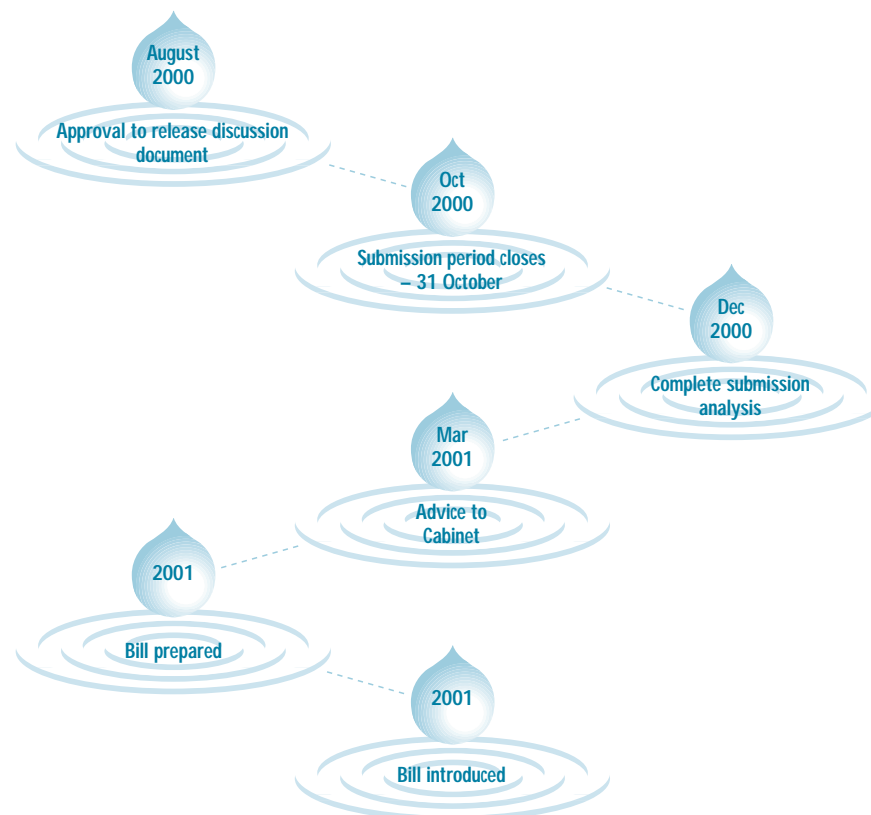 August
2000
Approval to release discussion
document
Oct
2000
Submission period closes
– 31 October
Dec
2000
Complete submission
analysis
Mar
2001
Advice to
Cabinet
2001
Bill prepared
2001
Bill introduced